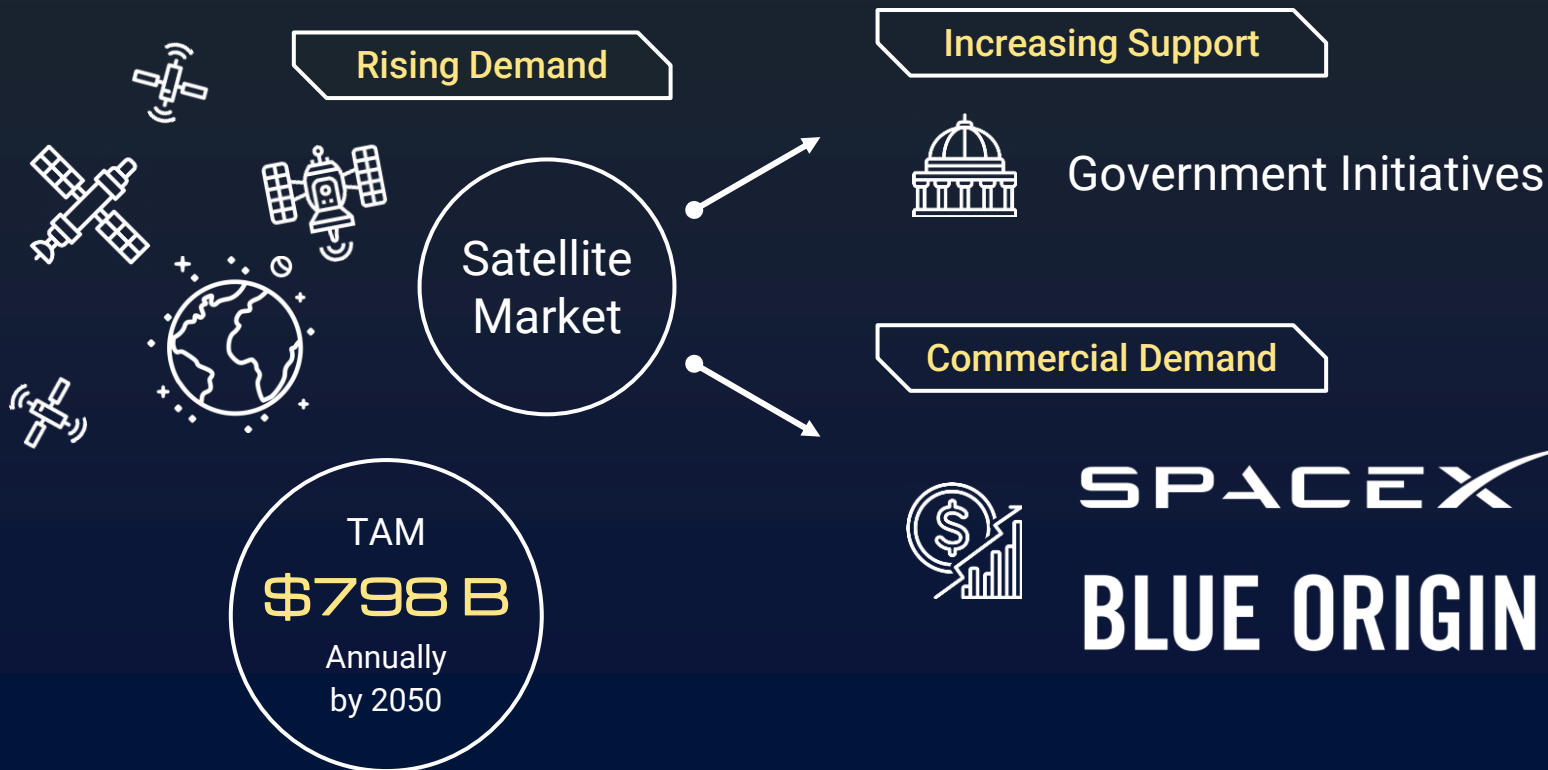 Rising Demand
Satellite
Market
TAM
$798 B
Annually
by 2050
Increasing Support
Government Initiatives
Commercial Demand
SPACEX
BLUE ORIGIN